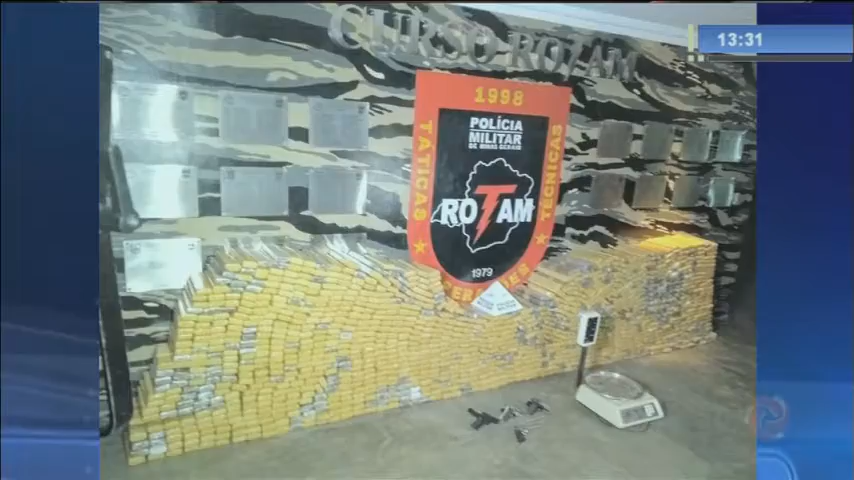 13:31
CURSO ROTAM
1998
POLÍCIA
MILITAR
DE MINAS GERAIS
TÁTICAS
TÉCNICAS
ROTAM
1979